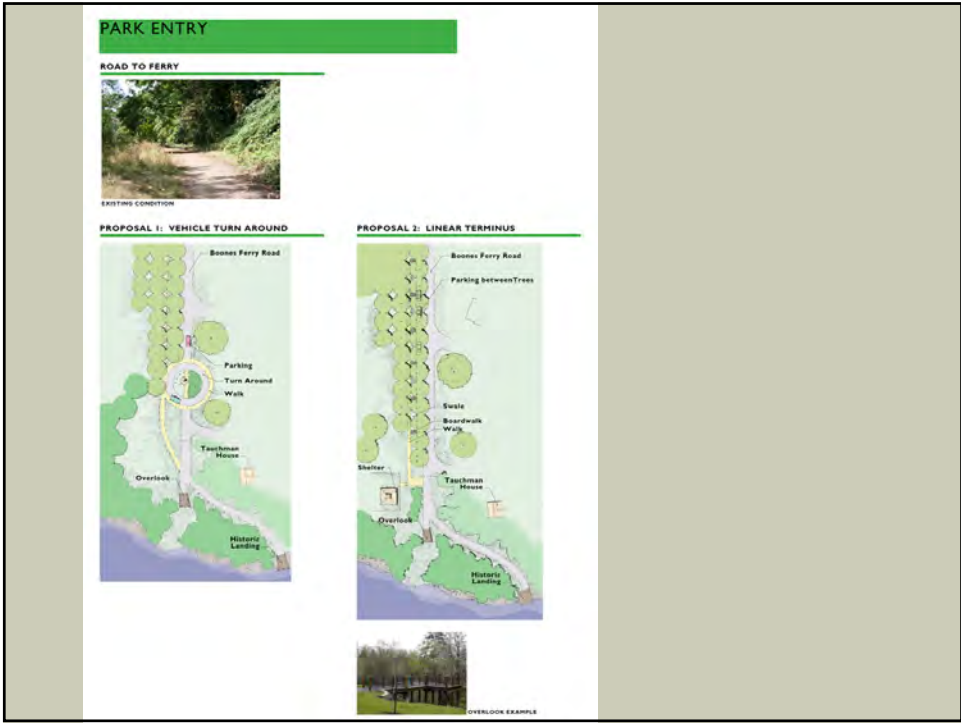 PARK ENTRY
ROAD TO FERRY
EXISTING CONDITION
PROPOSAL 1: VEHICLE TURN AROUND
Boones Ferry Road
Parking
Turn Around
Walk
Tauchman
House
Overlook
Historic
Landing
PROPOSAL 2: LINEAR TERMINUS
Boones Ferry Road
Parking betweenTrees
Swale
Boardwalk
Walk
Shelter
Tauchman
House
Overlook
Historic
Landing
OVERLOOK EXAMPLE